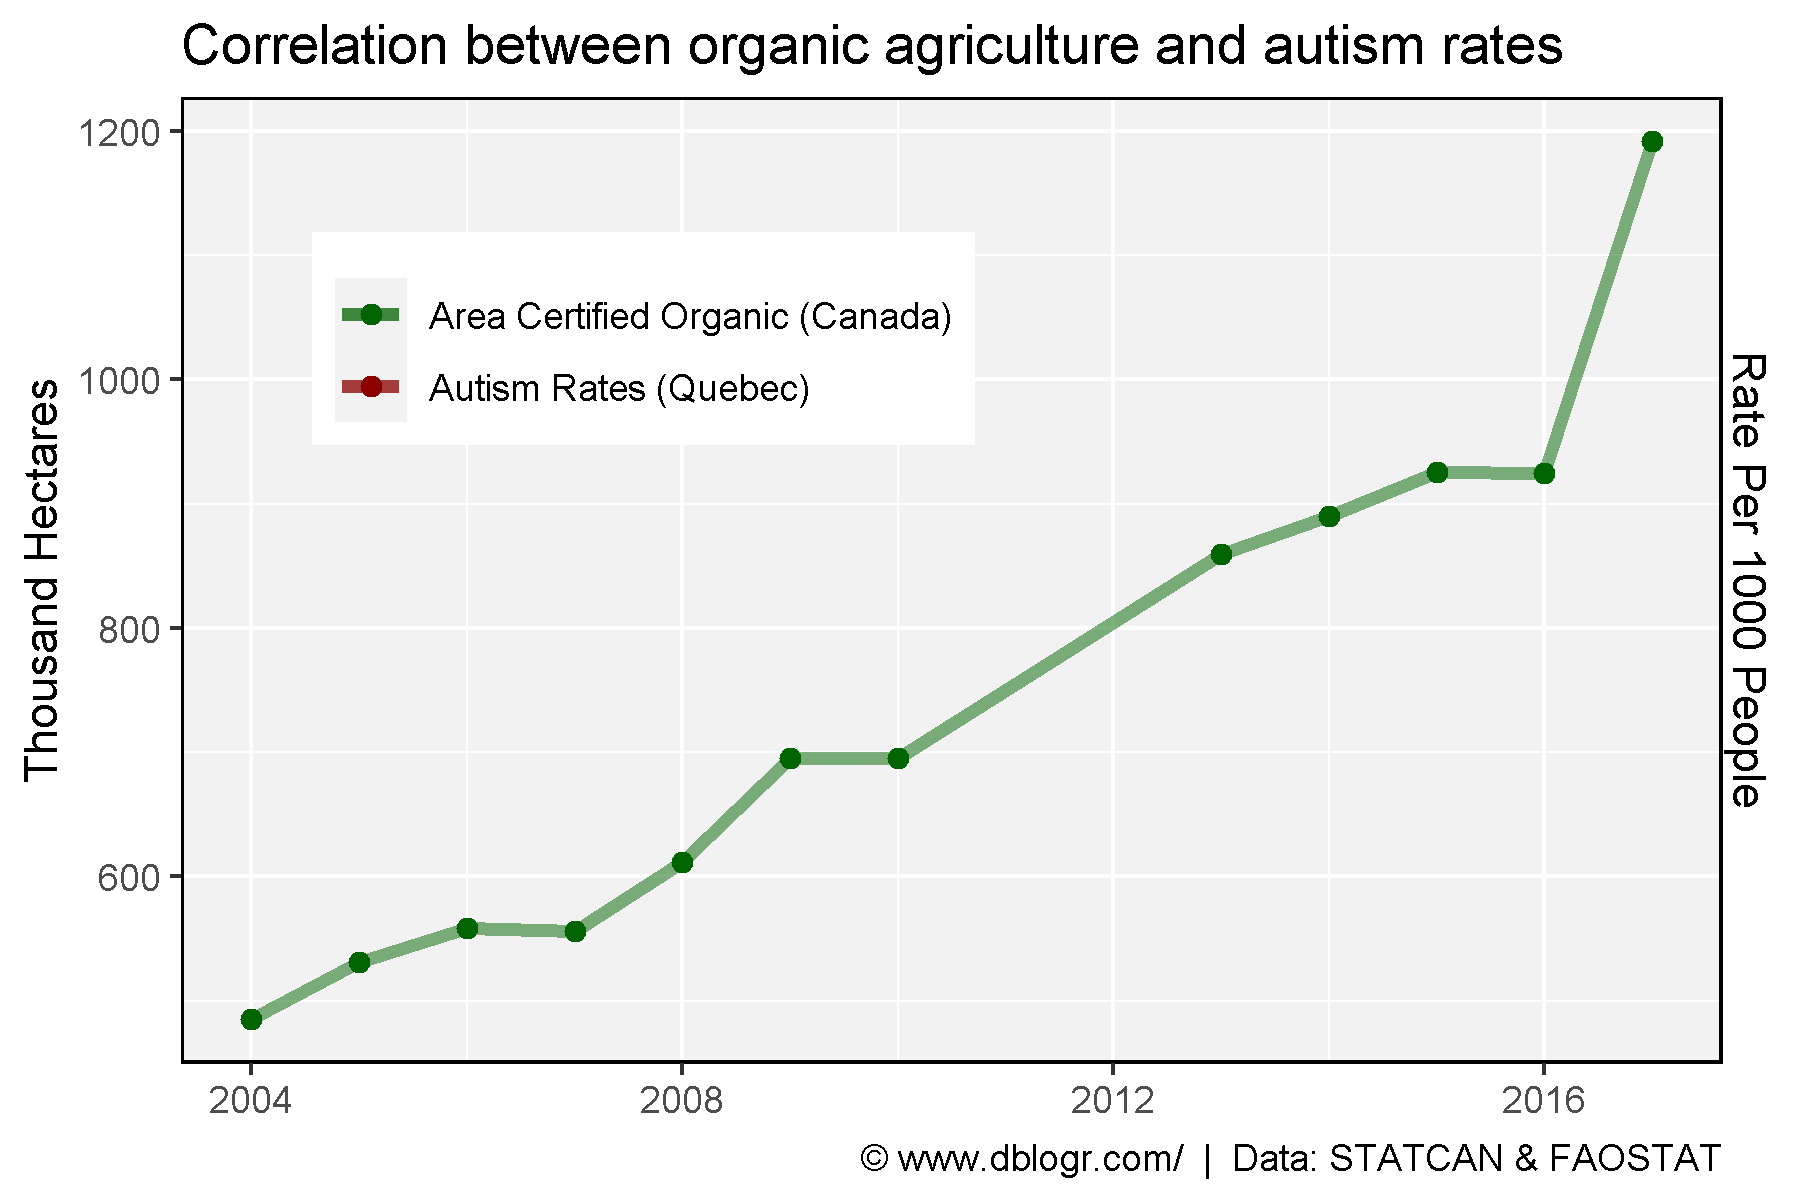 Correlation between organic agriculture and autism rates
1200
1000
800
600
Thousand Hectares
Area Certified Organic (Canada)
Autism Rates (Quebec)
Rate Per 1000 People
2004
2008
2012
2016
© www.dblogr.com/ | Data: STATCAN & FAOSTAT